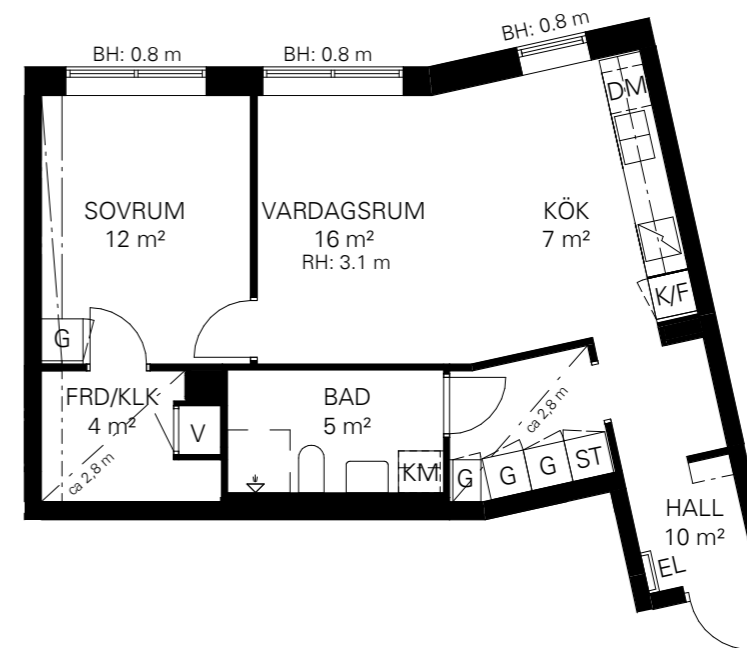 BH: 0.8 m
BH: 0.8 m
BH: 0.8 m
DM
SOVRUM
12 m²
VARDAGSRUM
16 m²
RH: 3.1 m
KÖK
7 m²
K/F
G
FRD/KLK
4 m²
ca 2,8 m
V
BAD
5 m²
KM
ca 2,8 m
G
G
G
ST
HALL
10 m²
EL